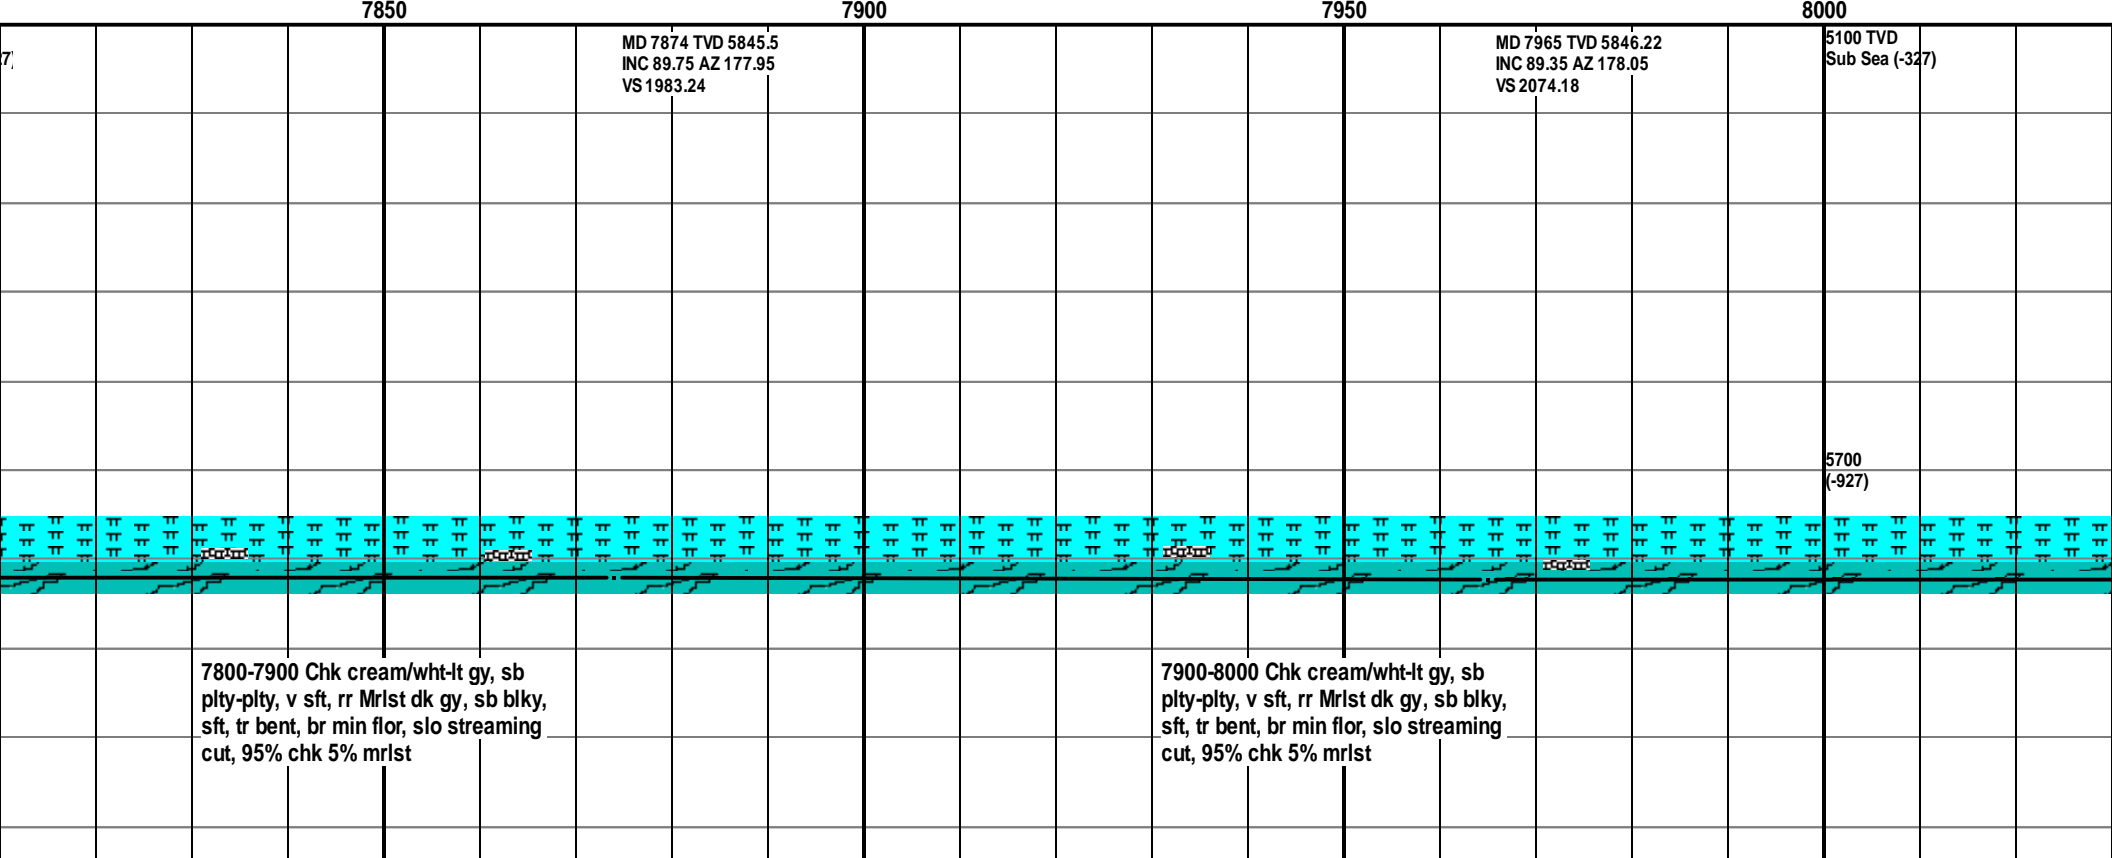 7850 7900 7950 8000
7)
MD 7874 TVD 5845.5
INC 89.75 AZ 177.95
VS 1983.24
MD 7965 TVD 5846.22
INC 89.35 AZ 178.05
VS 2074.18
5100 TVD
Sub Sea (-327)
5700
(-927)
7800-7900 Chk cream/wht-lt gy, sb
plty-plty, v sft, rr Mrlst dk gy, sb blky,
sft, tr bent, br min flor, slo streaming
cut, 95% chk 5% mrlst
7900-8000 Chk cream/wht-lt gy, sb
plty-plty, v sft, rr Mrlst dk gy, sb blky,
sft, tr bent, br min flor, slo streaming
cut, 95% chk 5% mrlst